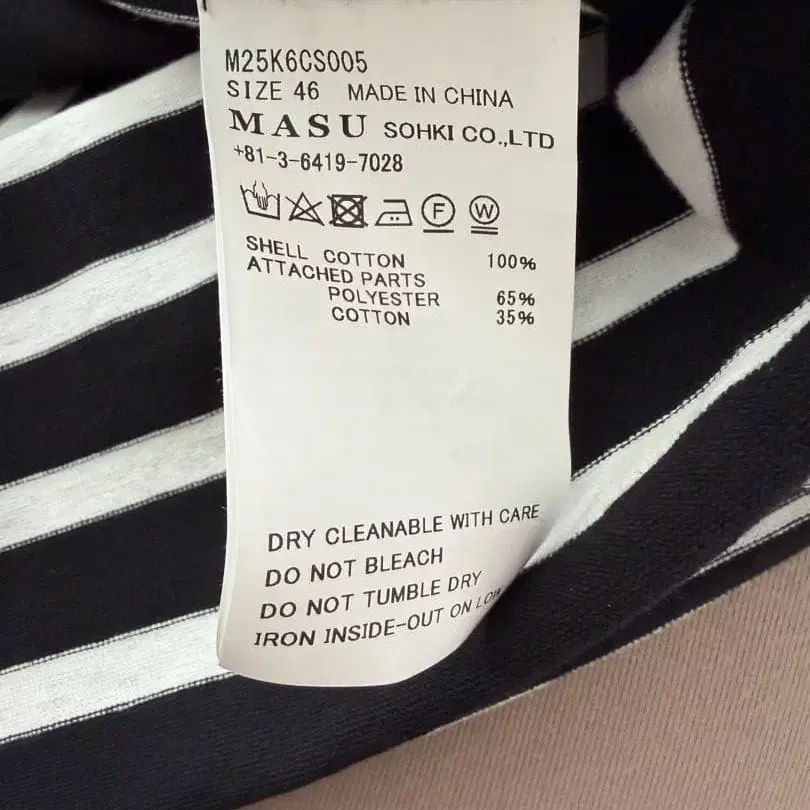 M25K6CS005
SIZE 46 MADE IN CHINA
MASU SOHKI CO.,LTD
+81-3-6419-7028
F W
SHELL COTTON 100%
ATTACHED PARTS
POLYESTER 65%
COTTON 35%
DRY CLEANABLE WITH CARE
DO NOT BLEACH
DO NOT TUMBLE DRY
IRON INSIDE-OUT ON LOW